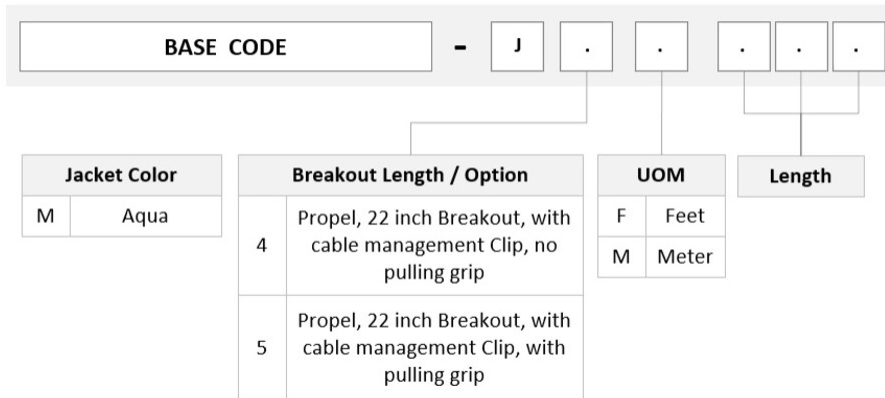 BASE CODE - J . . . . .
Jacket Color
M Aqua
Breakout Length / Option
4 Propel, 22 inch Breakout, with
cable management Clip, no
pulling grip
5 Propel, 22 inch Breakout, with
cable management Clip, with
pulling grip
UOM
F Feet
M Meter
Length